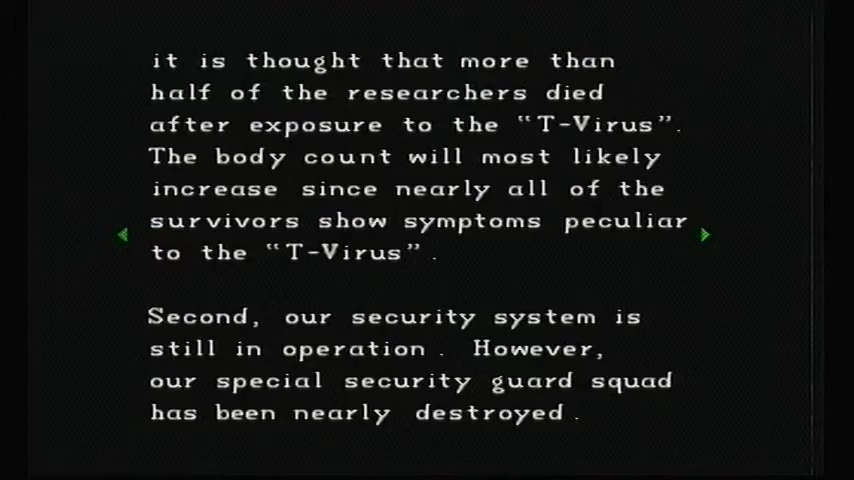 it is thought that more than
half of the researchers died
after exposure to the "T-Virus".
The body count will most likely
increase since nearly all of the
survivors show symptoms peculiar
to the "T-Virus".
Second, our security system is
still in operation. However,
our special security guard squad
has been nearly destroyed.